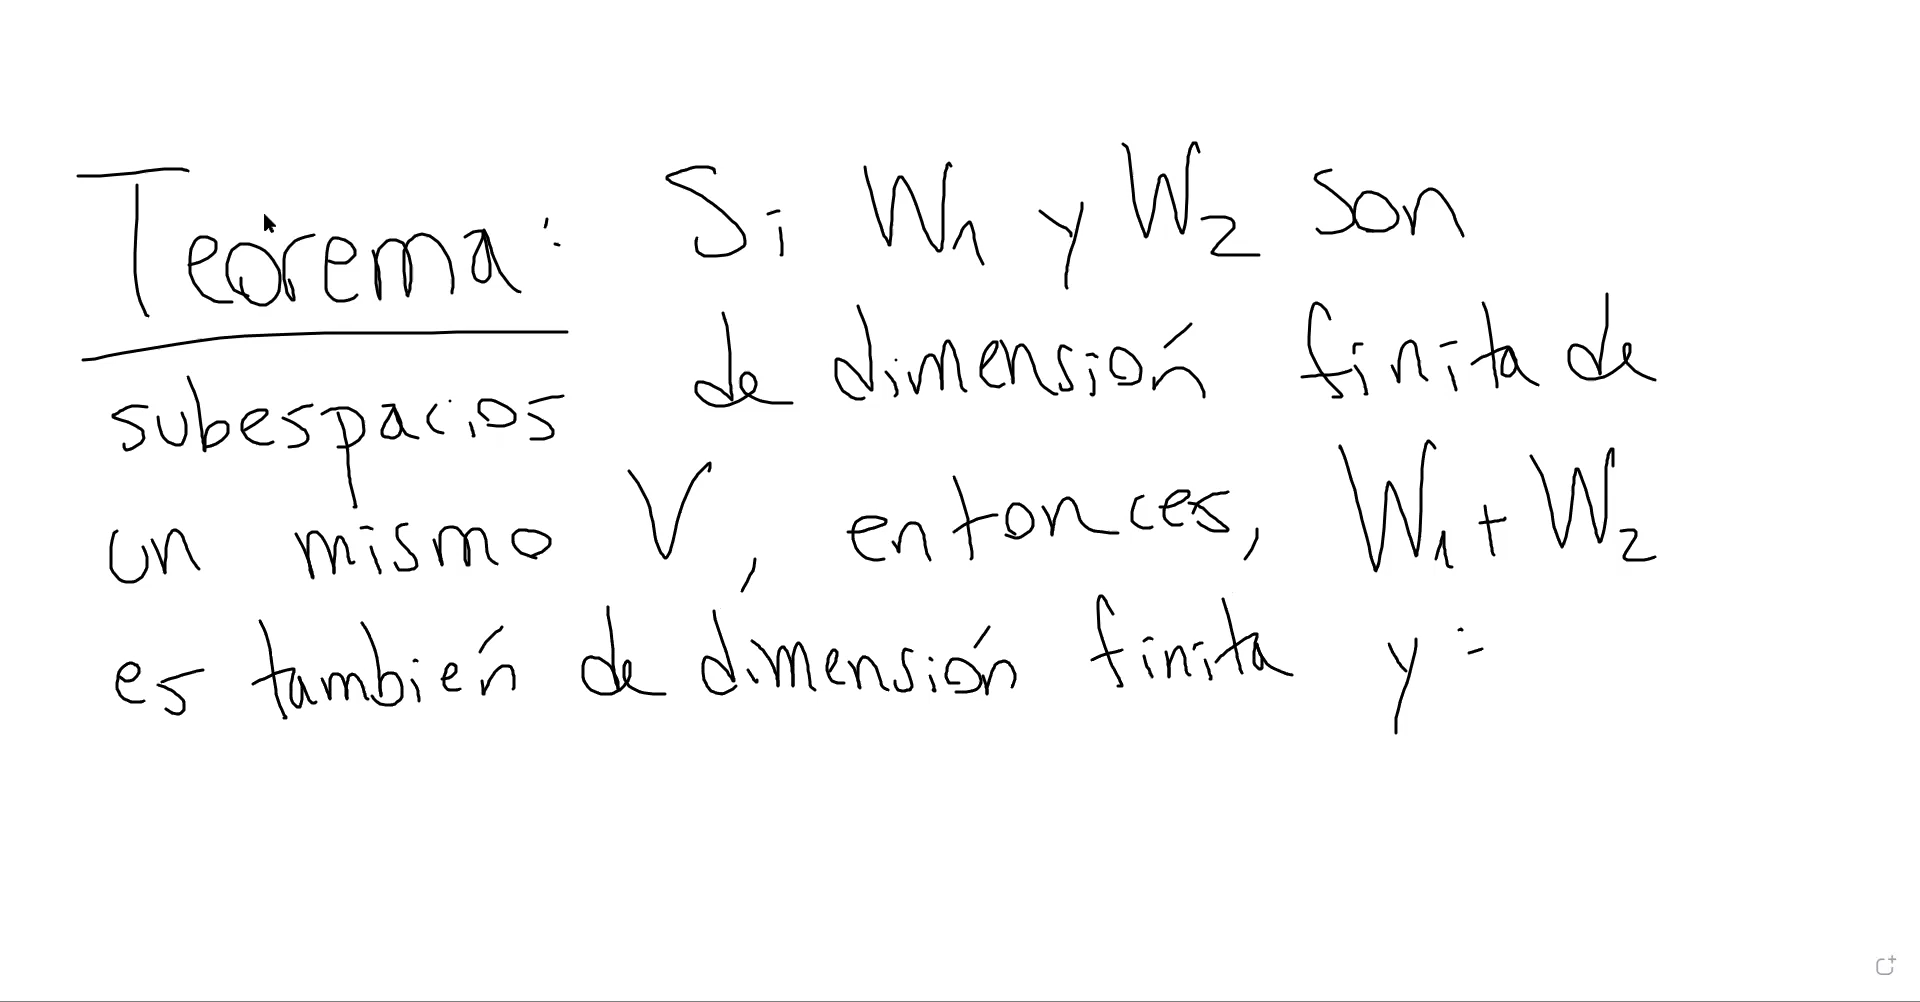 Teorema: Si W₁ y W₂ son
subespacios de dimensión finita de
un mismo V, entonces, W₁ + W₂
es también de dimensión finita y: